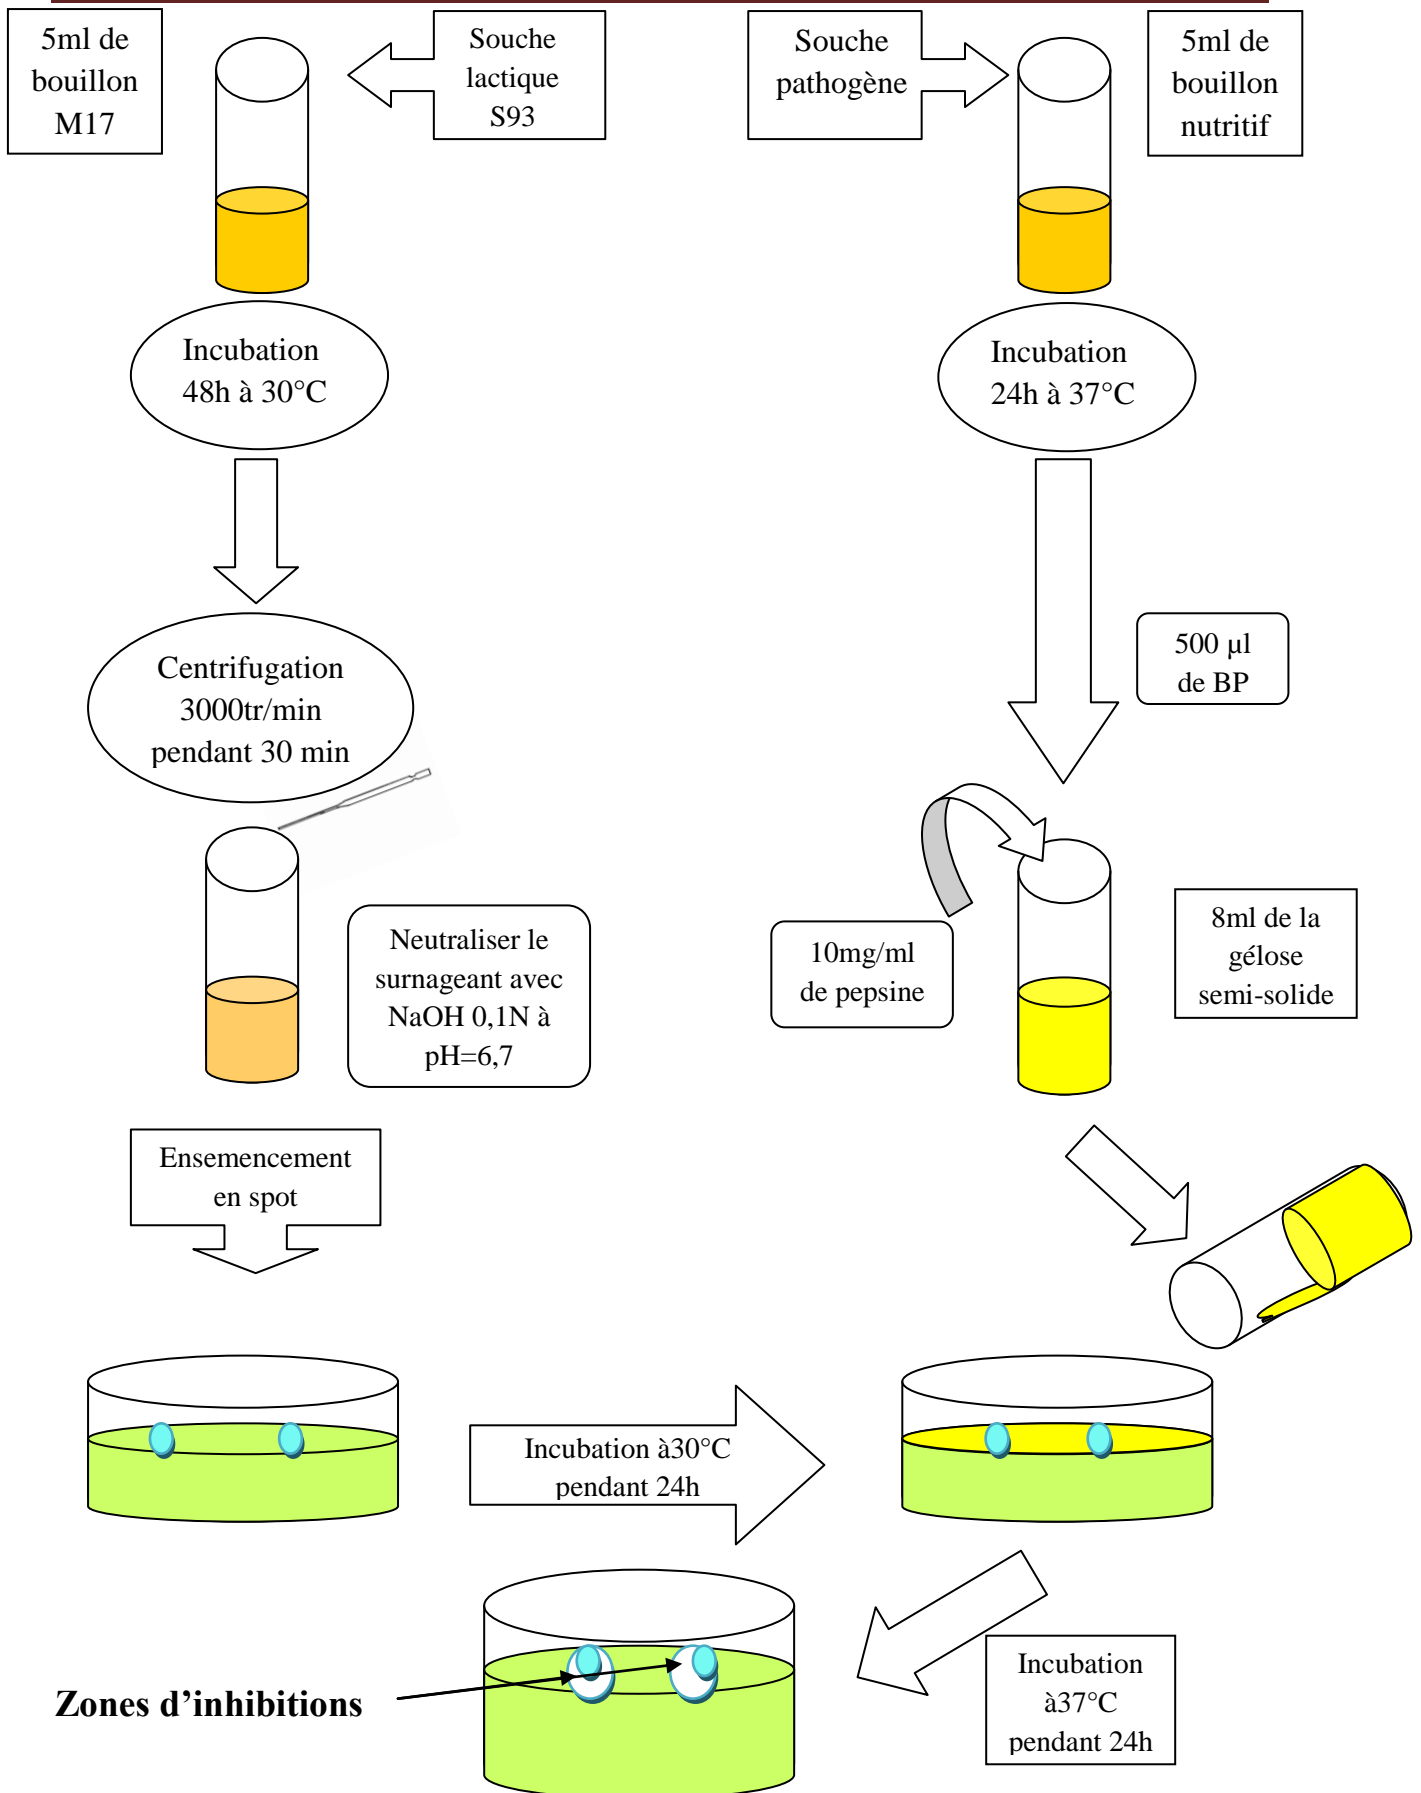 5ml de
bouillon
M17
Souche
lactique
S93
Souche
pathogène
5ml de
bouillon
nutritif
Incubation
48h à 30°C
Incubation
24h à 37°C
Centrifugation
3000tr/min
pendant 30 min
500 µl
de BP
Neutraliser le
surnageant avec
NaOH 0,1N à
pH=6,7
10mg/ml
de pepsine
8ml de la
gélose
semi-solide
Ensemencement
en spot
Incubation à30°C
pendant 24h
Incubation
à37°C
pendant 24h
Zones d’inhibitions